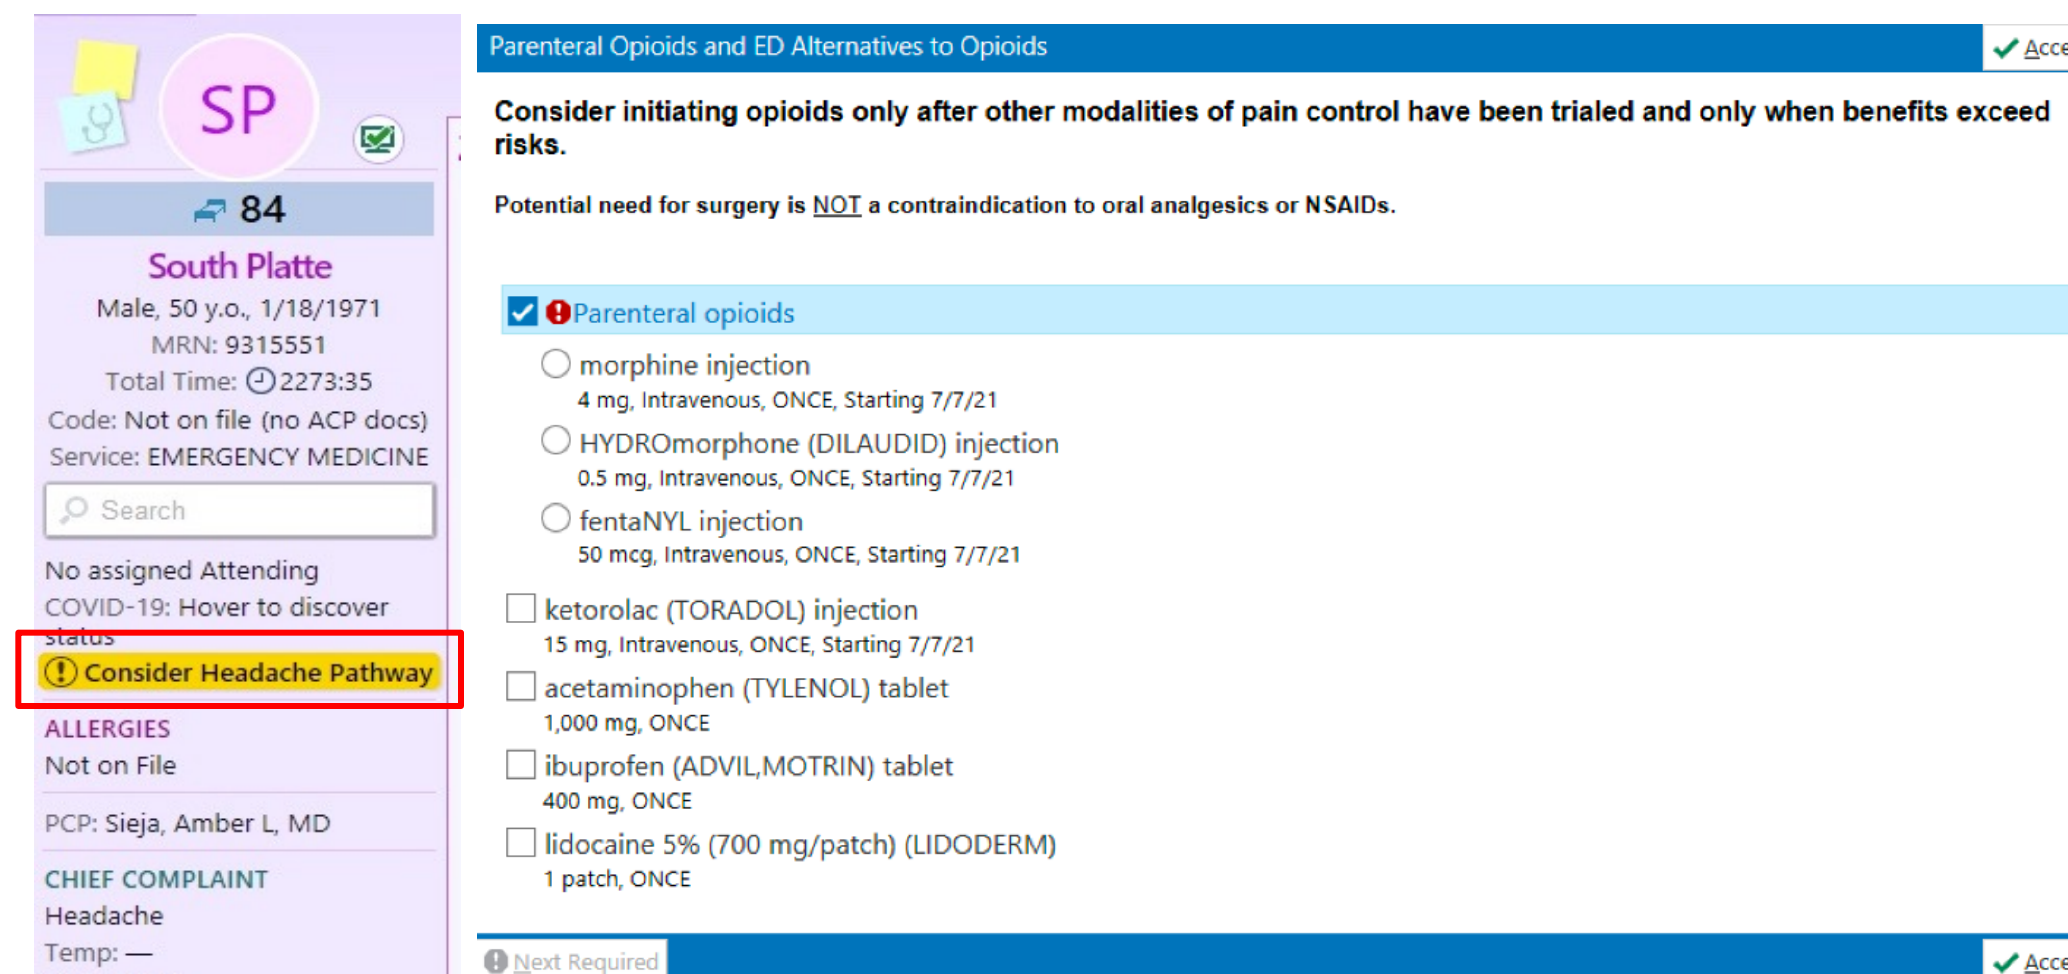 SP
84
South Platte
Male, 50 y.o., 1/18/1971
MRN: 9315551
Total Time: 2273:35
Code: Not on file (no ACP docs)
Service: EMERGENCY MEDICINE
Search
No assigned Attending
COVID-19: Hover to discover
status
Consider Headache Pathway
ALLERGIES
Not on File
PCP: Sieja, Amber L, MD
CHIEF COMPLAINT
Headache
Temp: —
Parenteral Opioids and ED Alternatives to Opioids
Consider initiating opioids only after other modalities of pain control have been trialed and only when benefits exceed
risks.
Potential need for surgery is NOT a contraindication to oral analgesics or NSAIDs.
Parenteral opioids
morphine injection
4 mg, Intravenous, ONCE, Starting 7/7/21
HYDROmorphone (DILAUDID) injection
0.5 mg, Intravenous, ONCE, Starting 7/7/21
fentaNYL injection
50 mcg, Intravenous, ONCE, Starting 7/7/21
ketorolac (TORADOL) injection
15 mg, Intravenous, ONCE, Starting 7/7/21
acetaminophen (TYLENOL) tablet
1,000 mg, ONCE
ibuprofen (ADVIL,MOTRIN) tablet
400 mg, ONCE
lidocaine 5% (700 mg/patch) (LIDODERM)
1 patch, ONCE
Next Required